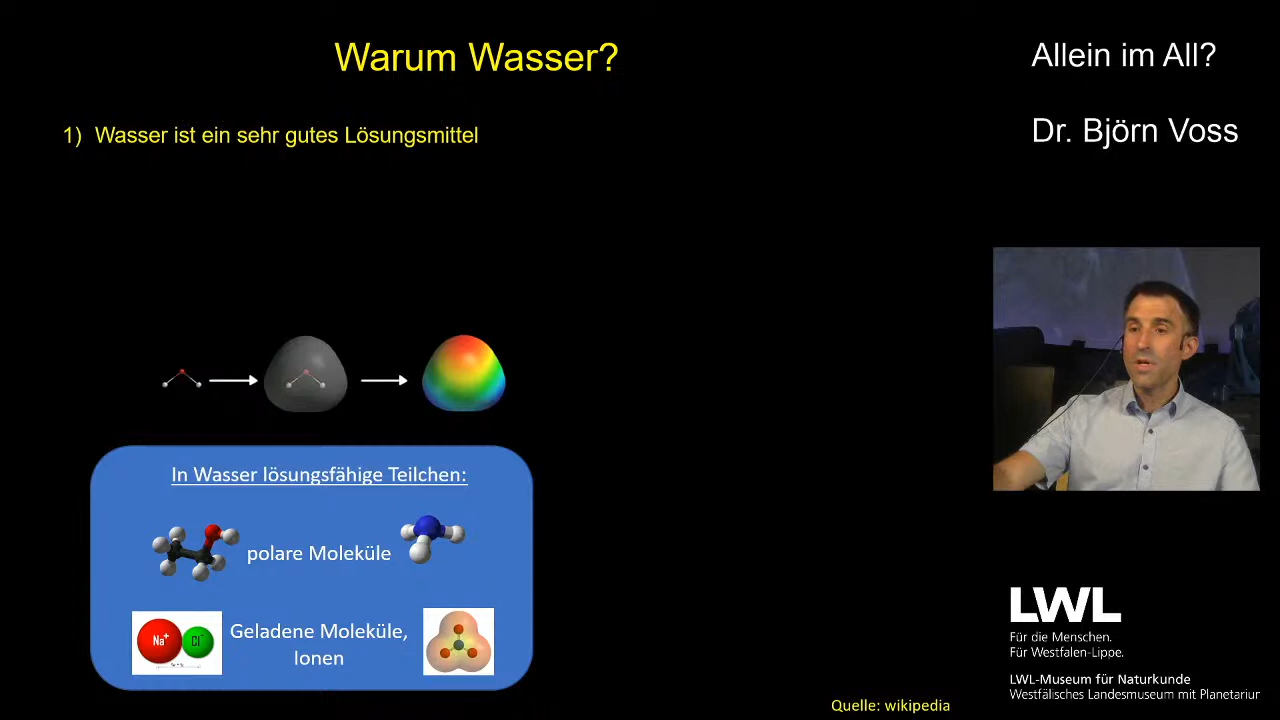 Warum Wasser?
Allein im All?
Dr. Björn Voss
1) Wasser ist ein sehr gutes Lösungsmittel
In Wasser lösungsfähige Teilchen:
polare Moleküle
Na+
Cl-
Geladene Moleküle,
Ionen
Quelle: wikipedia
LWL
Für die Menschen.
Für Westfalen-Lippe.
LWL-Museum für Naturkunde
Westfälisches Landesmuseum mit Planetarium